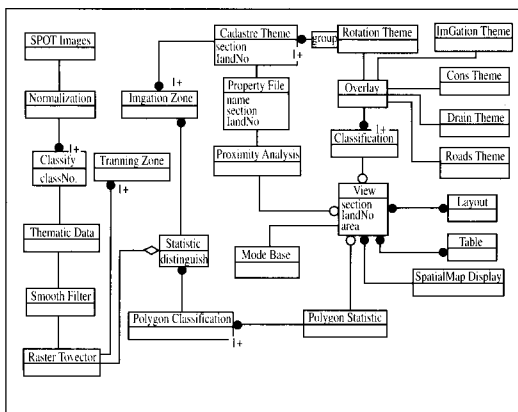 SPOT Images
Cadastre Theme
section
landNo
1+
group
Rotation Theme
ImGation Theme
Normalization
1+
Imgation Zone
1+
Property File
name
section
landNo
Overlay
1+
Cons Theme
Drain Theme
Classify
classNo.
Tranning Zone
1+
Proximity Analysis
Classification
Roads Theme
View
section
landNo
area
Layout
Thematic Data
Statistic
distinguish
Mode Base
Table
SpatialMap Display
Smooth Filter
Polygon Classification
1+
Polygon Statistic
Raster Tovector